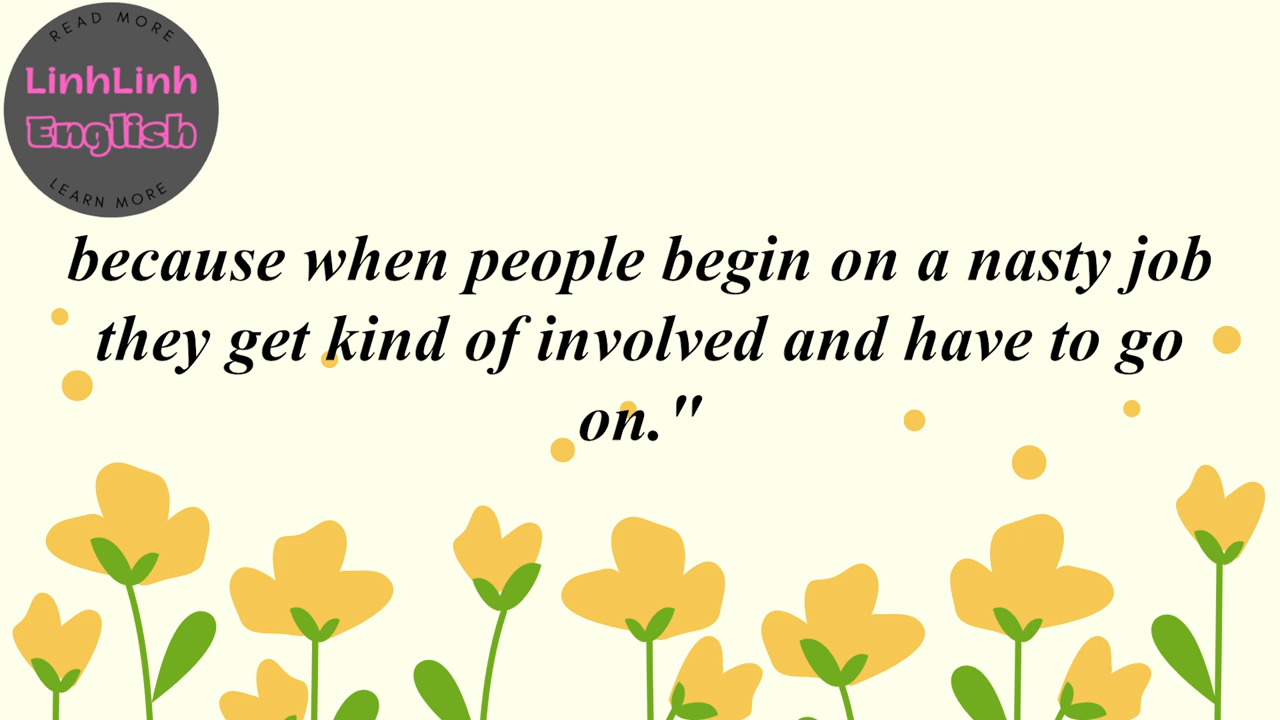 READ MORE
LinhLinh
English
LEARN MORE
because when people begin on a nasty job
they get kind of involved and have to go
on."